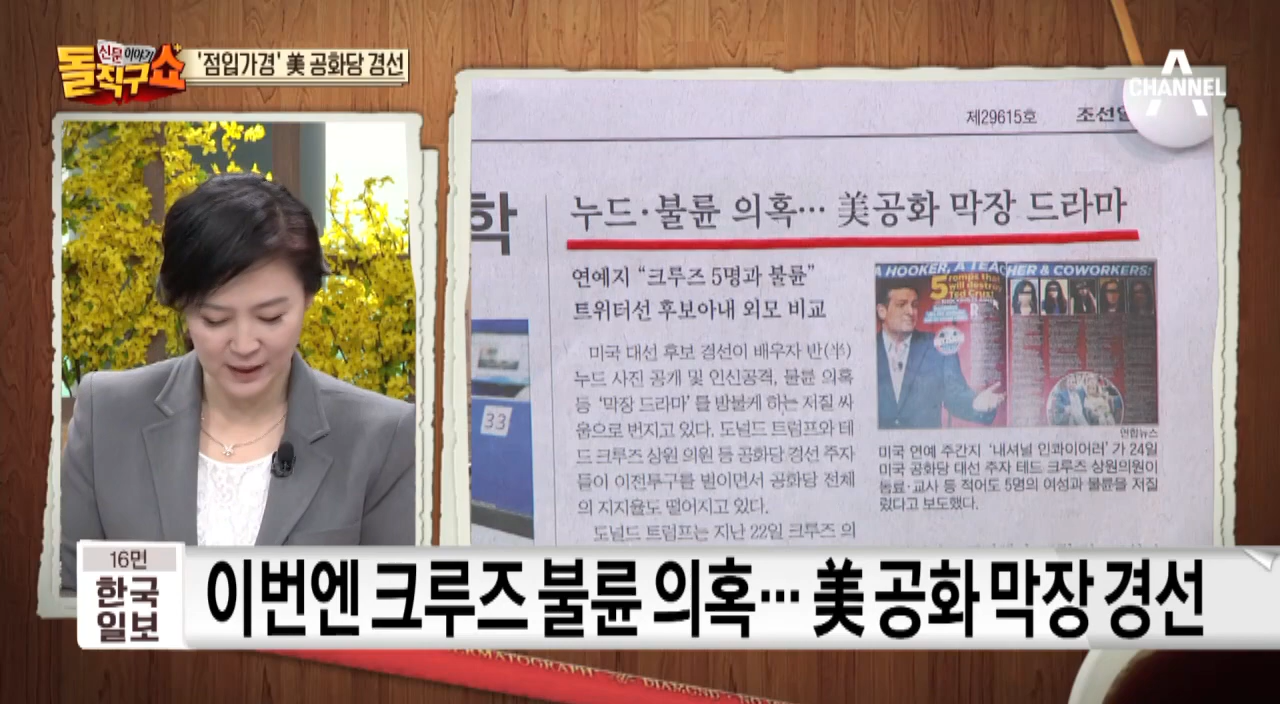 신문이야기
돌직구쇼+
'점입가경' 美 공화당 경선
CHANNEL A
제29615호
조선일
학
누드·불륜 의혹… 美공화 막장 드라마
연예지 “크루즈 5명과 불륜”
트위터선 후보아내 외모 비교
미국 대선 후보 경선이 배우자 반(半)
누드 사진 공개 및 인신공격, 불륜 의혹
등 ‘막장 드라마’를 방불케 하는 저질 싸
움으로 번지고 있다. 도널드 트럼프와 테
드 크루즈 상원 의원 등 공화당 경선 주자
들이 이전투구를 벌이면서 공화당 전체
의 지지율도 떨어지고 있다.
도널드 트럼프는 지난 22일 크루즈 의
A HOOKER, A TEACHER & COWORKERS:
5 romps that
will destroy
Ted Cruz!
연합뉴스
미국 연예 주간지 ‘내셔널 인콰이어러’가 24일
미국 공화당 대선 주자 테드 크루즈 상원의원이
동료·교사 등 적어도 5명의 여성과 불륜을 저질
렀다고 보도했다.
33
16면
한국
일보
이번엔 크루즈 불륜 의혹… 美 공화 막장 경선
DERMATOGRAPH
DIAMOND